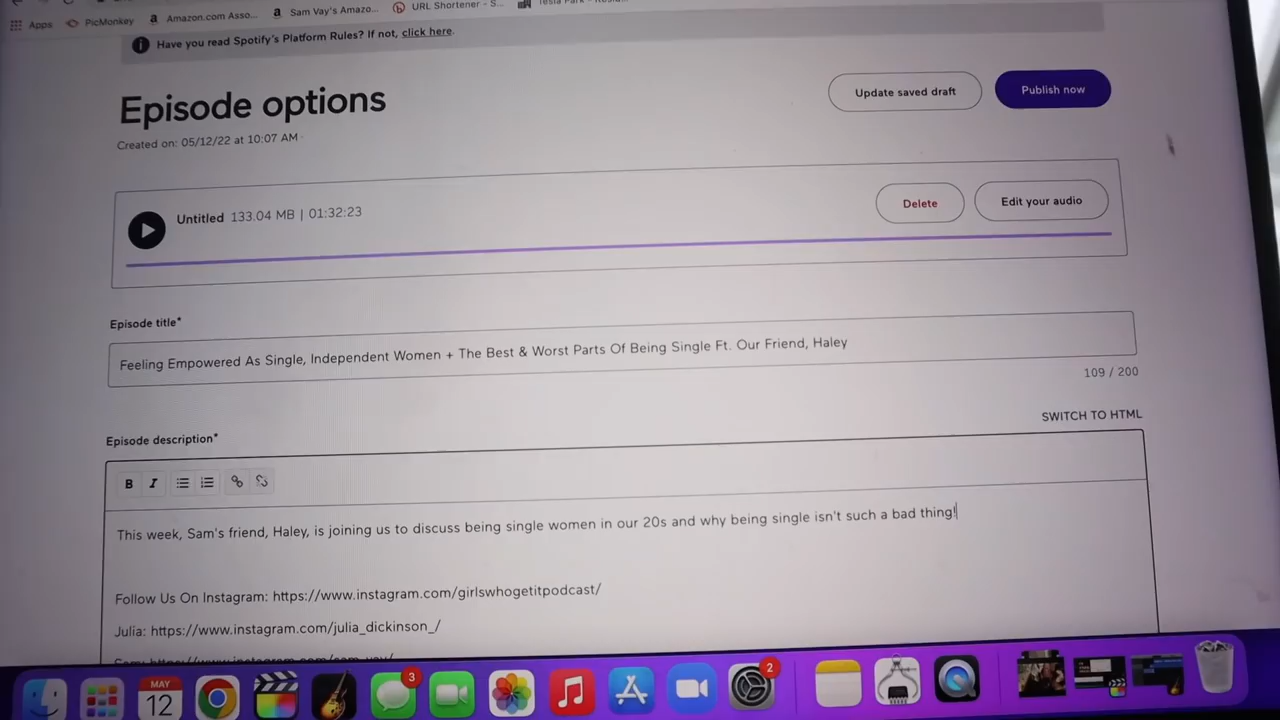 Apps PicMonkey Amazon.com Asso... Sam Vay's Amazo... URL Shortener - S...
Have you read Spotify's Platform Rules? If not, click here.
Episode options
Update saved draft
Publish now
Created on: 05/12/22 at 10:07 AM
Untitled 133.04 MB | 01:32:23
Delete
Edit your audio
Episode title*
Feeling Empowered As Single, Independent Women + The Best & Worst Parts Of Being Single Ft. Our Friend, Haley
109 / 200
SWITCH TO HTML
Episode description*
B I
This week, Sam's friend, Haley, is joining us to discuss being single women in our 20s and why being single isn't such a bad thing!
Follow Us On Instagram: https://www.instagram.com/girlswhogetitpodcast/
Julia: https://www.instagram.com/julia_dickinson_/
MAY
12
3
2